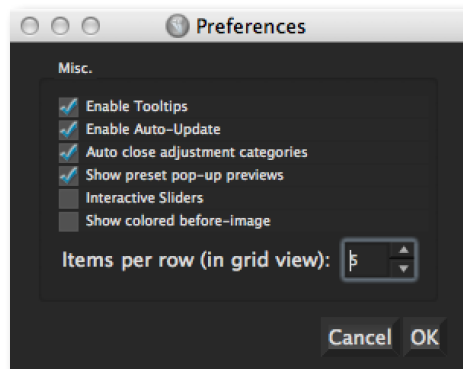 Preferences
Misc.
Enable Tooltips
Enable Auto-Update
Auto close adjustment categories
Show preset pop-up previews
Interactive Sliders
Show colored before-image
Items per row (in grid view):
Cancel OK